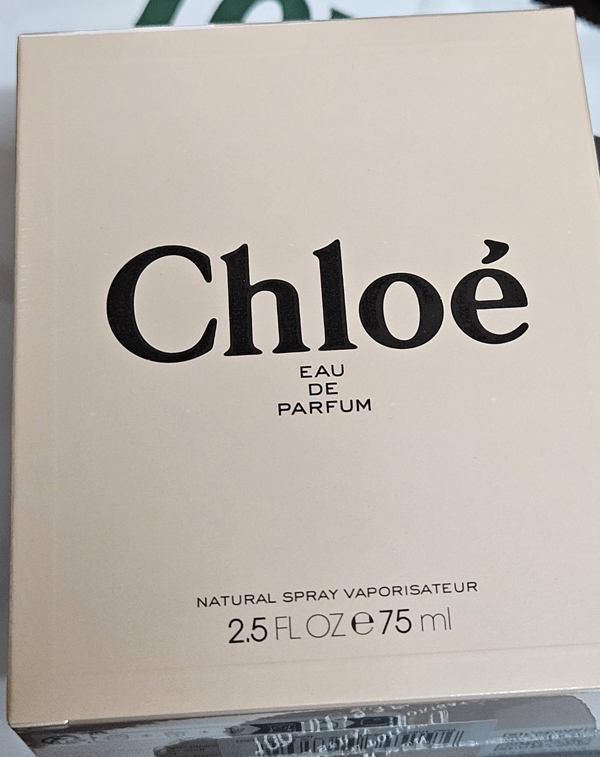 Chloé
EAU
DE
PARFUM
NATURAL SPRAY VAPORISATEUR
2.5 FL OZ ℮ 75 ml